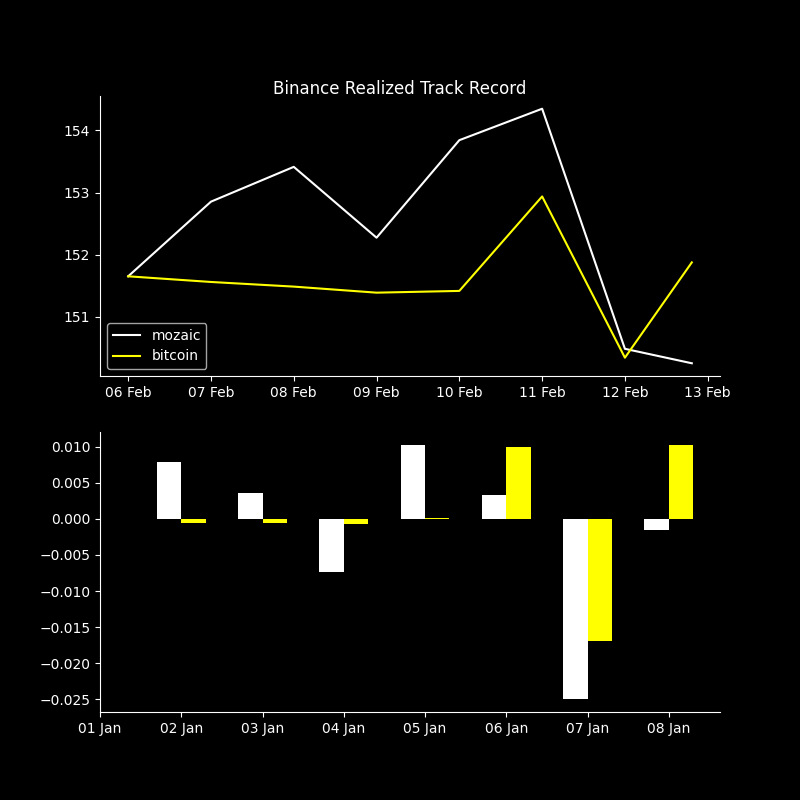 Binance Realized Track Record
154
153
152
151
mozaic
bitcoin
06 Feb 07 Feb 08 Feb 09 Feb 10 Feb 11 Feb 12 Feb 13 Feb
0.010
0.005
0.000
−0.005
−0.010
−0.015
−0.020
−0.025
01 Jan 02 Jan 03 Jan 04 Jan 05 Jan 06 Jan 07 Jan 08 Jan